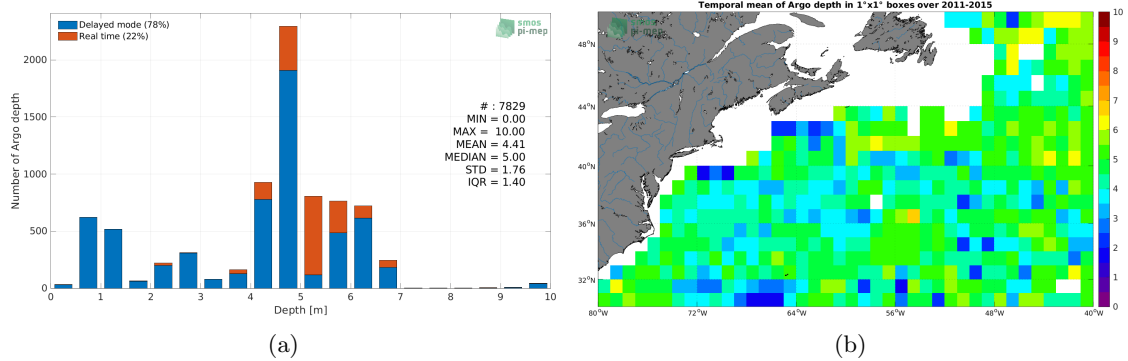 Delayed mode (78%)
Real time (22%)
smos
pi-mep
# : 7829
MIN = 0.00
MAX = 10.00
MEAN = 4.41
MEDIAN = 5.00
STD = 1.76
IQR = 1.40
Number of Argo depth
2000
1500
1000
500
0
0 1 2 3 4 5 6 7 8 9 10
Depth [m]
(a)
Temporal mean of Argo depth in 1°x1° boxes over 2011-2015
smos
pi-mep
48°N
44°N
40°N
36°N
32°N
80°W 72°W 64°W 56°W 48°W 40°W
10
9
8
7
6
5
4
3
2
1
0
(b)